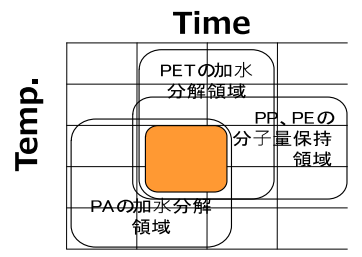 Time
Temp.
PETの加水
分解領域
PP、PEの
分子量保持
領域
PAの加水分解
領域